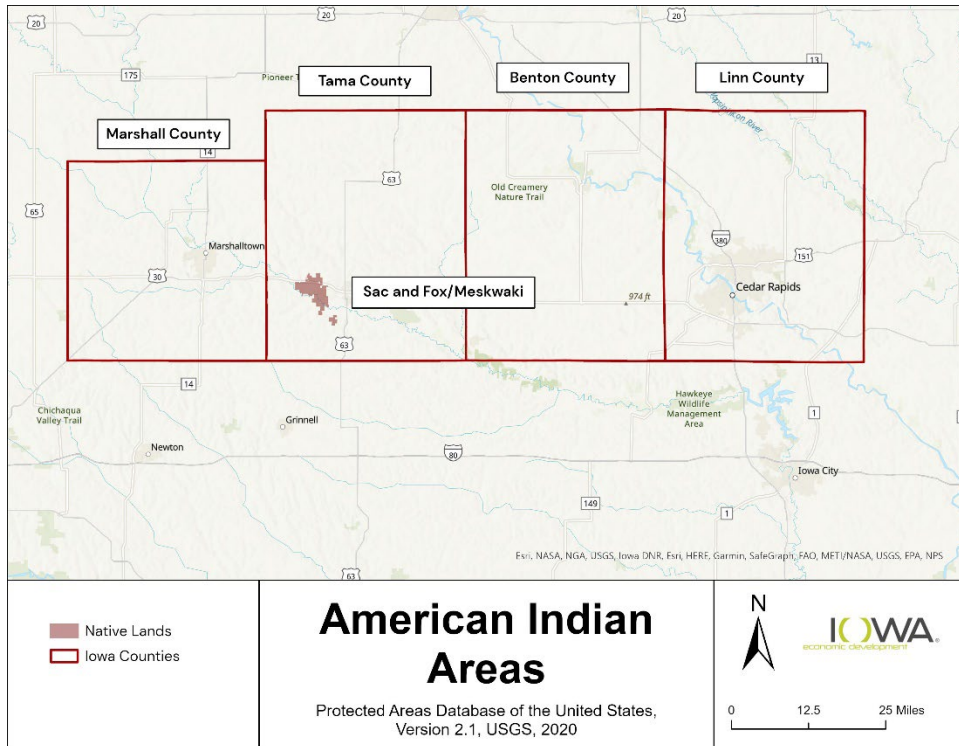 20
20
20
13
175
Pioneer T
Tama County
Benton County
Linn County
Marshall County
14
63
65
Old Creamery
Nature Trail
Marshalltown
380
151
30
Sac and Fox/Meskwaki
974 ft
Cedar Rapids
63
14
Chichaqua
Valley Trail
Grinnell
Hawkeye
Wildlife
Management
Area
1
Newton
80
Iowa City
149
1
Esri, NASA, NGA, USGS, Iowa DNR, Esri, HERE, Garmin, SafeGraph, FAO, METI/NASA, USGS, EPA, NPS
63
Native Lands
Iowa Counties
American Indian
Areas
Protected Areas Database of the United States,
Version 2.1, USGS, 2020
N
IOWA®
economic development
0 12.5 25 Miles